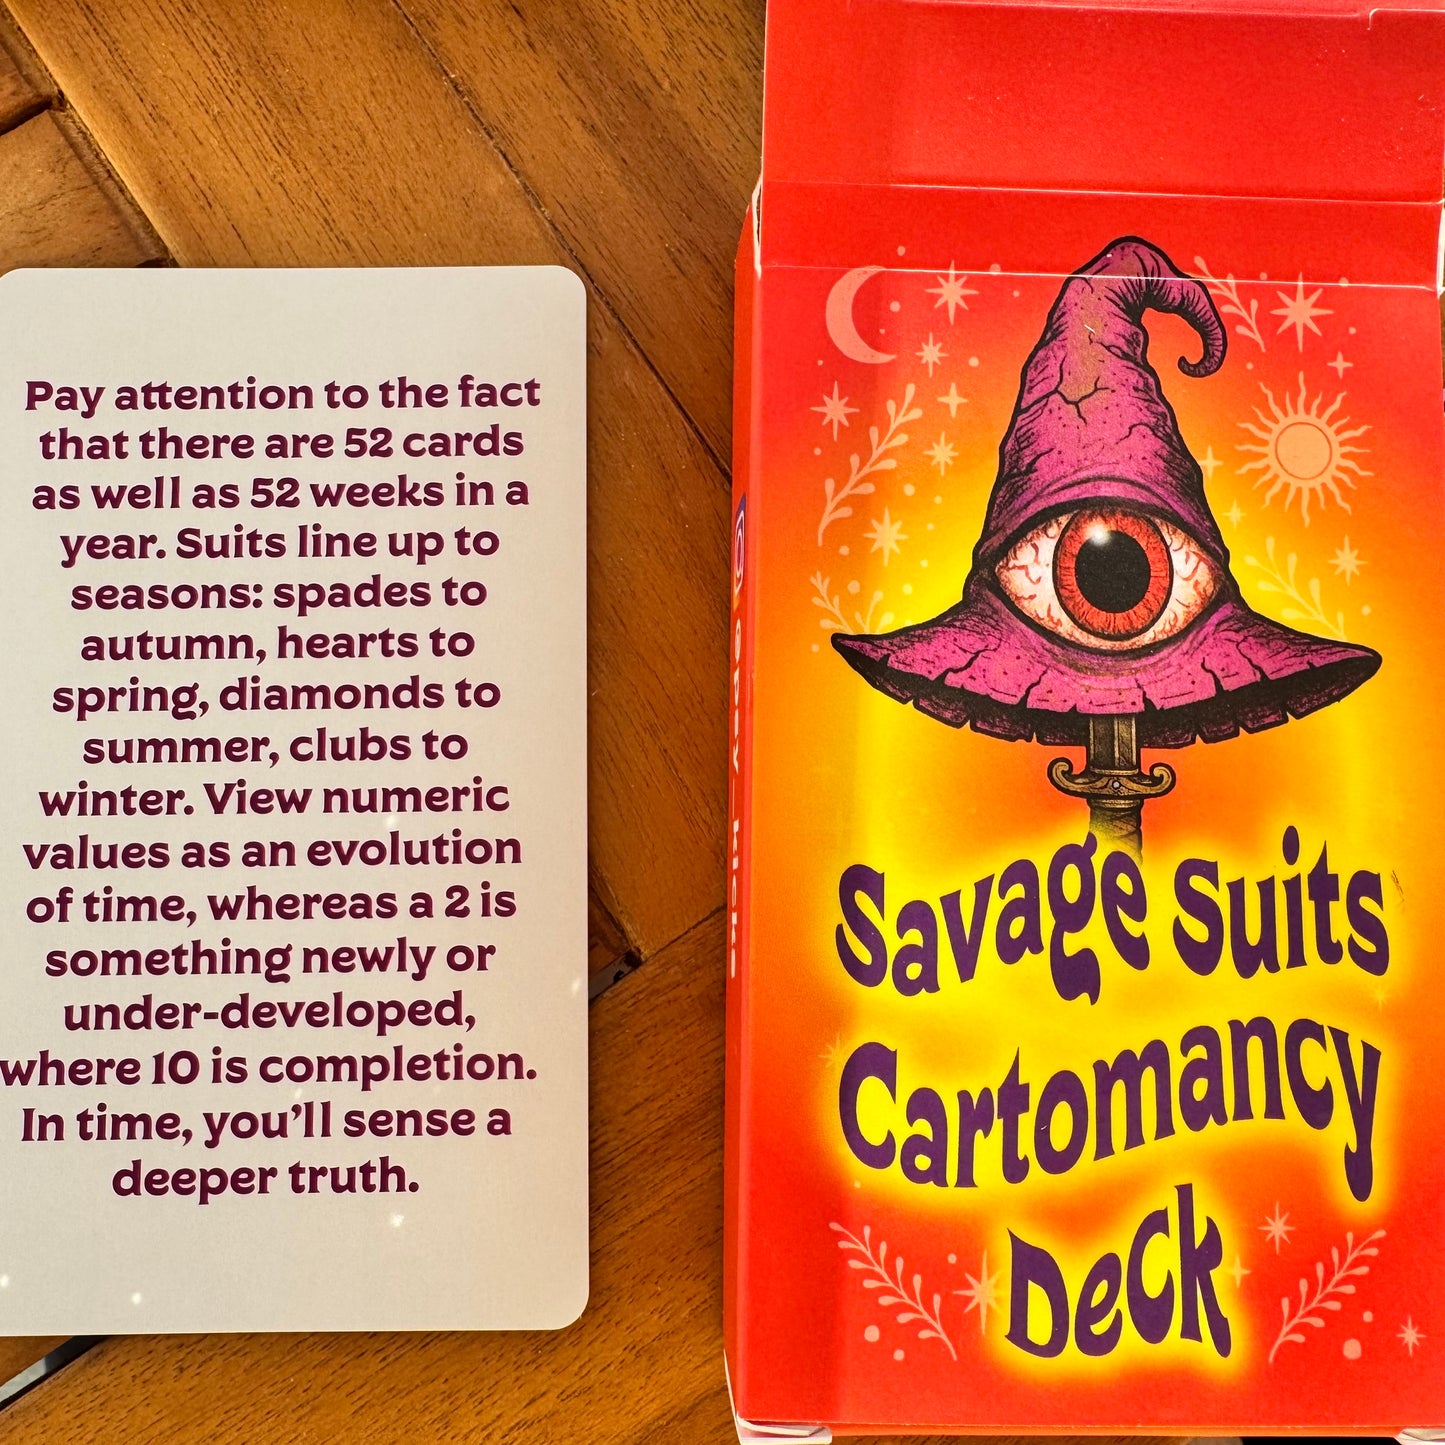 Pay attention to the fact
that there are 52 cards
as well as 52 weeks in a
year. Suits line up to
seasons: spades to
autumn, hearts to
spring, diamonds to
summer, clubs to
winter. View numeric
values as an evolution
of time, whereas a 2 is
something newly or
under-developed,
where 10 is completion.
In time, you'll sense a
deeper truth.
Savage Suits
Cartomancy
Deck